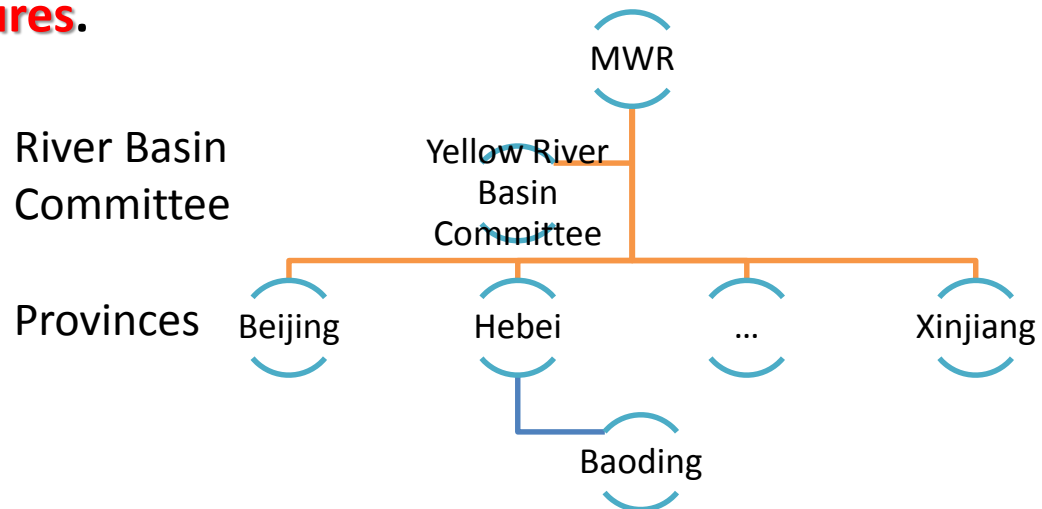 ures.
MWR
River Basin
Committee
Yellow River
Basin
Committee
Provinces
Beijing
Hebei
...
Xinjiang
Baoding